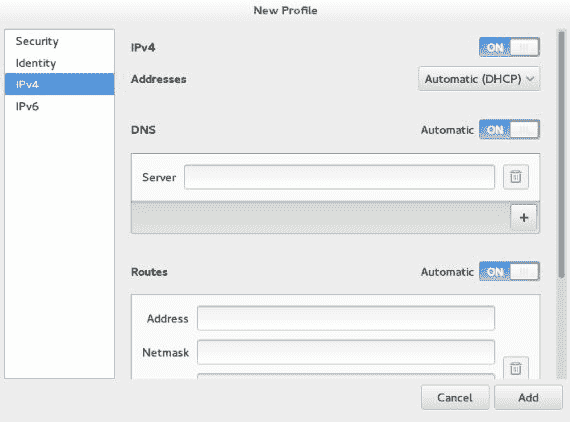 New Profile
Security
Identity
IPv4
IPv6
IPv4 ON
Addresses Automatic (DHCP)
DNS Automatic ON
Server
+
Routes Automatic ON
Address
Netmask
Cancel Add